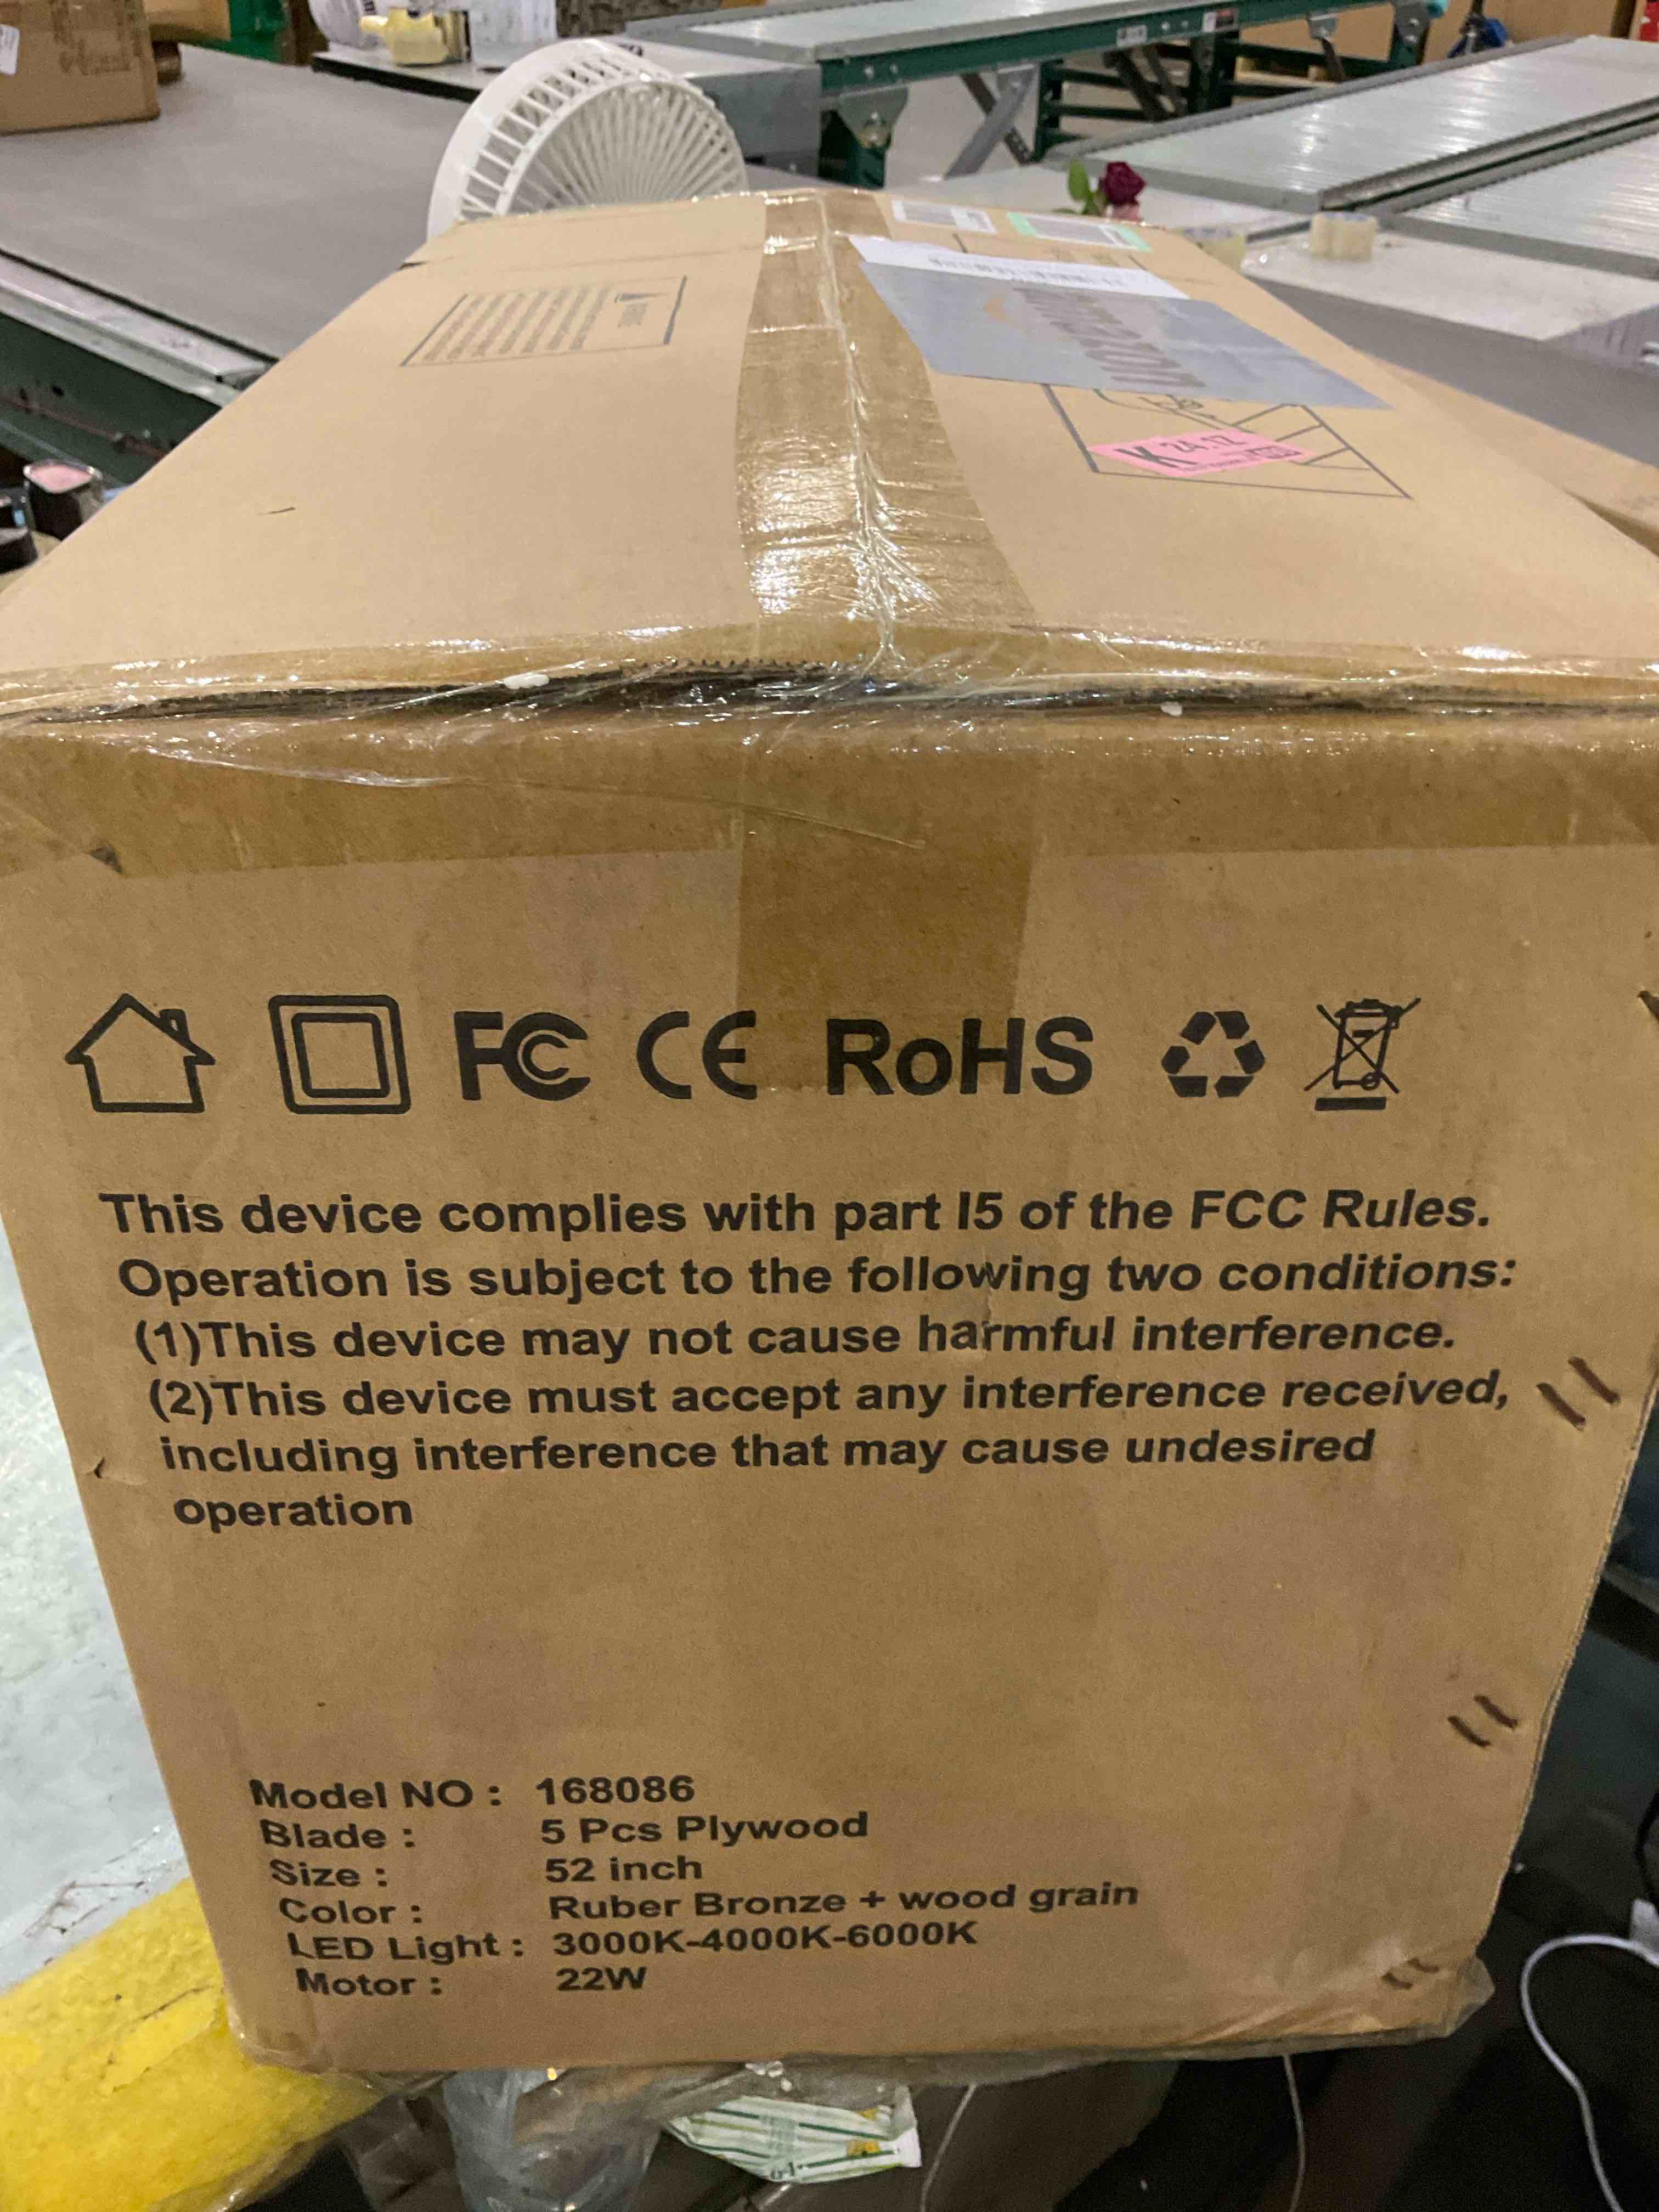 K 24.1Z
FC CE RoHS
This device complies with part I5 of the FCC Rules.
Operation is subject to the following two conditions:
(1)This device may not cause harmful interference.
(2)This device must accept any interference received,
including interference that may cause undesired
operation
Model NO : 168086
Blade : 5 Pcs Plywood
Size : 52 inch
Color : Ruber Bronze + wood grain
LED Light : 3000K-4000K-6000K
Motor : 22W